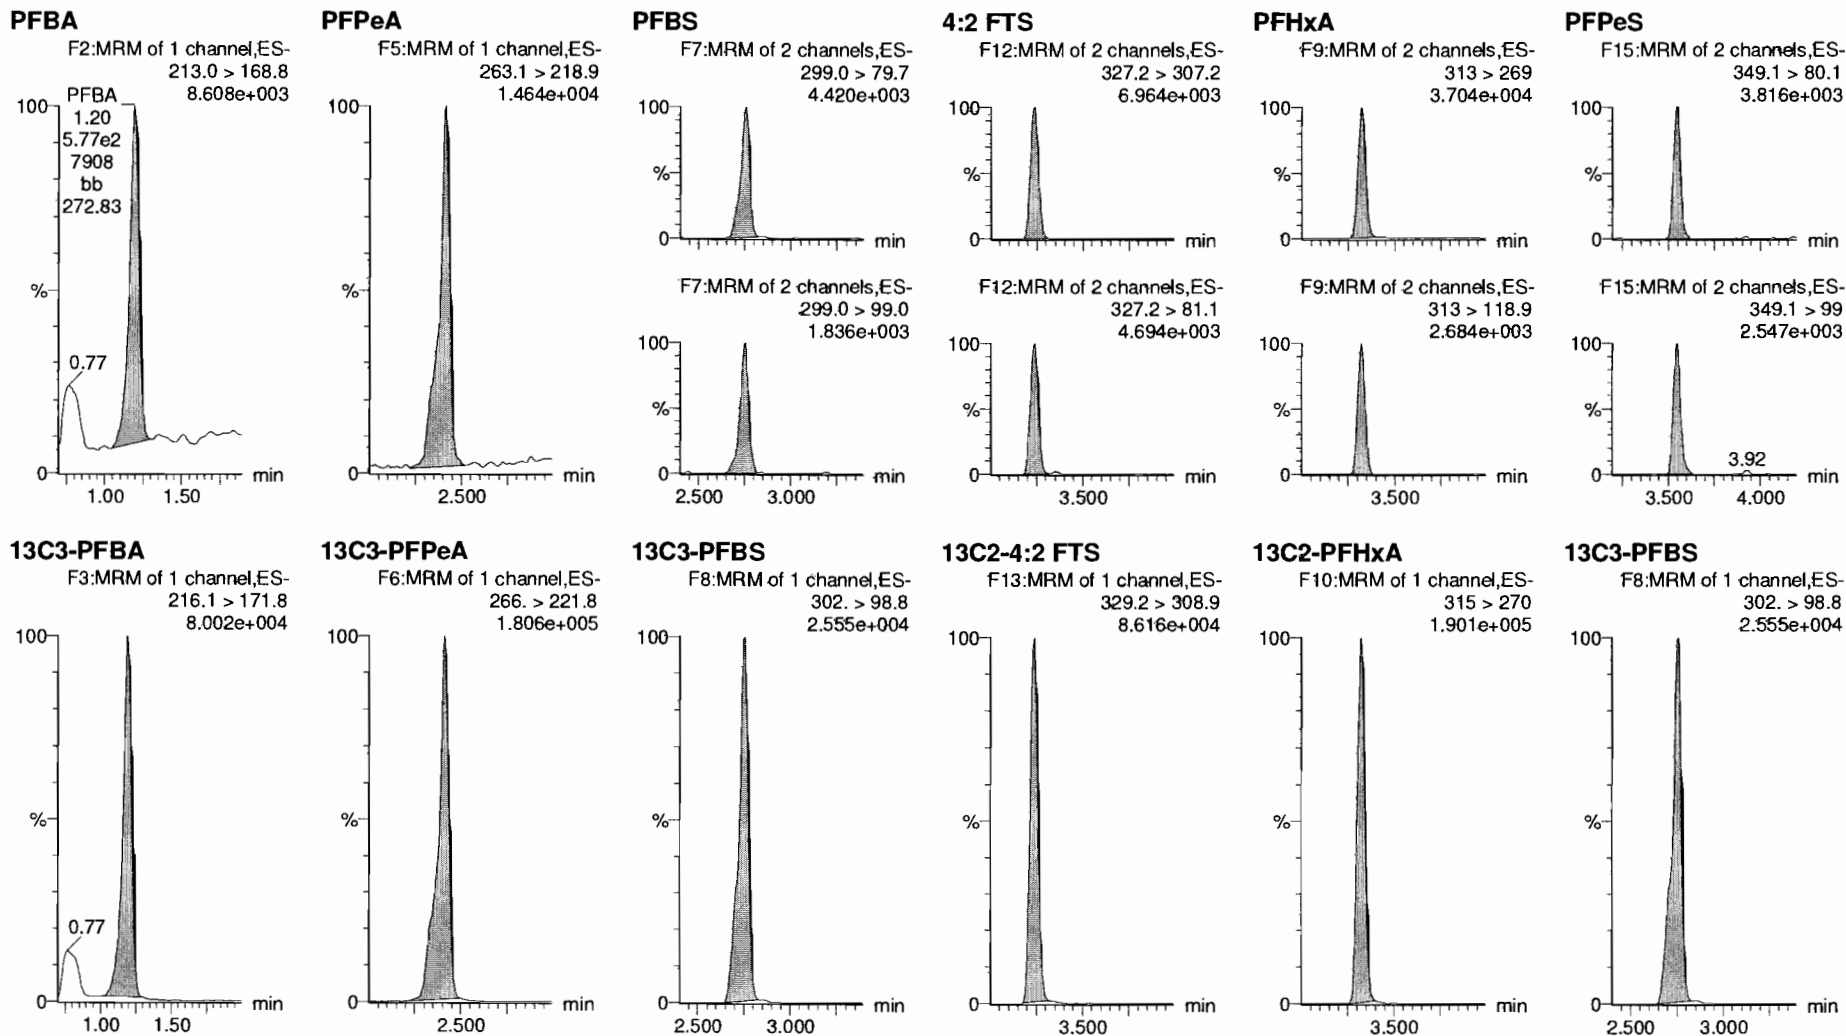 PFBA
F2:MRM of 1 channel,ES-
213.0 > 168.8
8.608e+003
PFBA
1.20
5.77e2
7908
bb
272.83
100
%
0
0.77
1.00
1.50
min
PFPeA
F5:MRM of 1 channel,ES-
263.1 > 218.9
1.464e+004
100
%
0
2.500
min
PFBS
F7:MRM of 2 channels,ES-
299.0 > 79.7
4.420e+003
100
%
0
min
F7:MRM of 2 channels,ES-
299.0 > 99.0
1.836e+003
100
%
0
2.500
3.000
min
4:2 FTS
F12:MRM of 2 channels,ES-
327.2 > 307.2
6.964e+003
100
%
0
min
F12:MRM of 2 channels,ES-
327.2 > 81.1
4.694e+003
100
%
0
3.500
min
PFHxA
F9:MRM of 2 channels,ES-
313 > 269
3.704e+004
100
%
0
min
F9:MRM of 2 channels,ES-
313 > 118.9
2.684e+003
100
%
0
3.500
min
PFPeS
F15:MRM of 2 channels,ES-
349.1 > 80.1
3.816e+003
100
%
0
min
F15:MRM of 2 channels,ES-
349.1 > 99
2.547e+003
100
%
0
3.92
3.500
4.000
min
13C3-PFBA
F3:MRM of 1 channel,ES-
216.1 > 171.8
8.002e+004
100
%
0
0.77
1.00
1.50
min
13C3-PFPeA
F6:MRM of 1 channel,ES-
266. > 221.8
1.806e+005
100
%
0
2.500
min
13C3-PFBS
F8:MRM of 1 channel,ES-
302. > 98.8
2.555e+004
100
%
0
2.500
3.000
min
13C2-4:2 FTS
F13:MRM of 1 channel,ES-
329.2 > 308.9
8.616e+004
100
%
0
3.500
min
13C2-PFHxA
F10:MRM of 1 channel,ES-
315 > 270
1.901e+005
100
%
0
3.500
min
13C3-PFBS
F8:MRM of 1 channel,ES-
302. > 98.8
2.555e+004
100
%
0
2.500
3.000
min